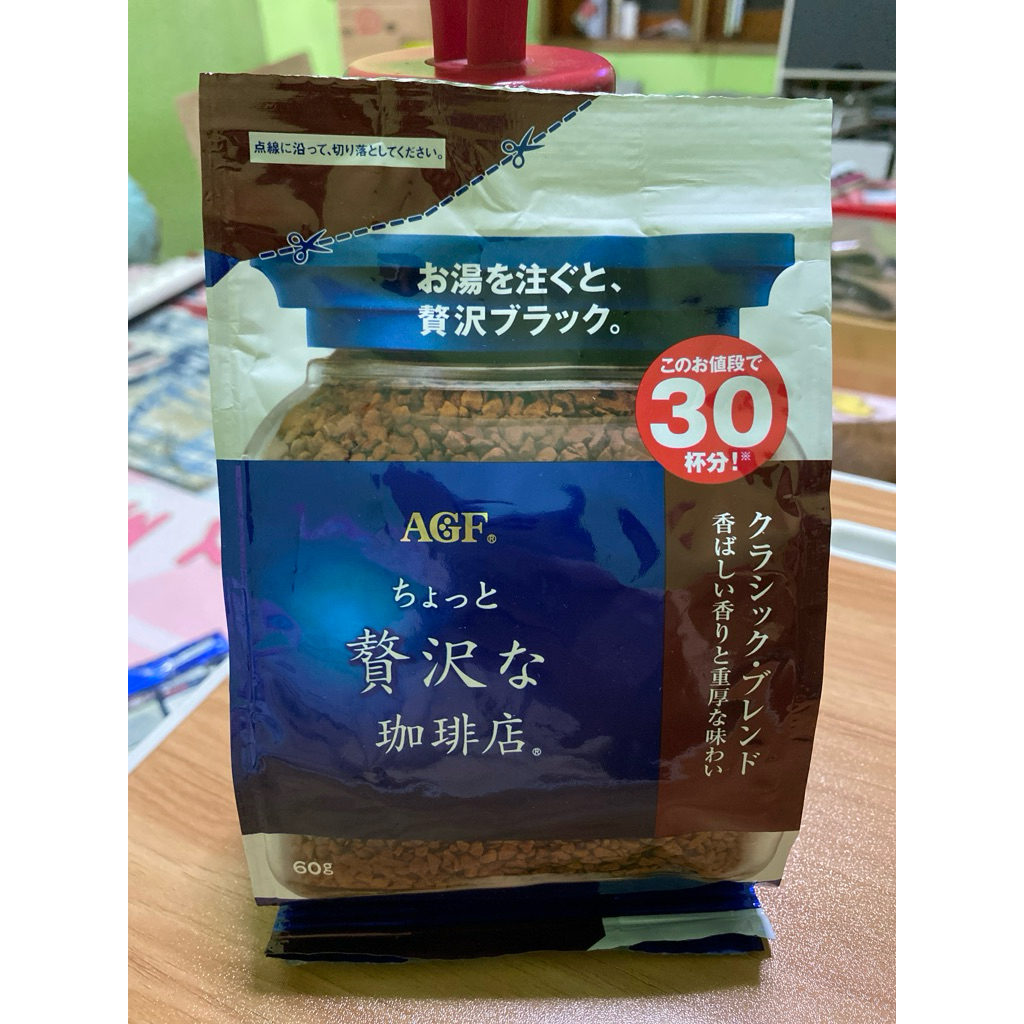 点線に沿って、切り落としてください。
お湯を注ぐと、
贅沢ブラック。
このお値段で
30
杯分!※
AGF®
ちょっと
贅沢な
珈琲店®
クラシック・ブレンド
香ばしい香りと重厚な味わい
60g